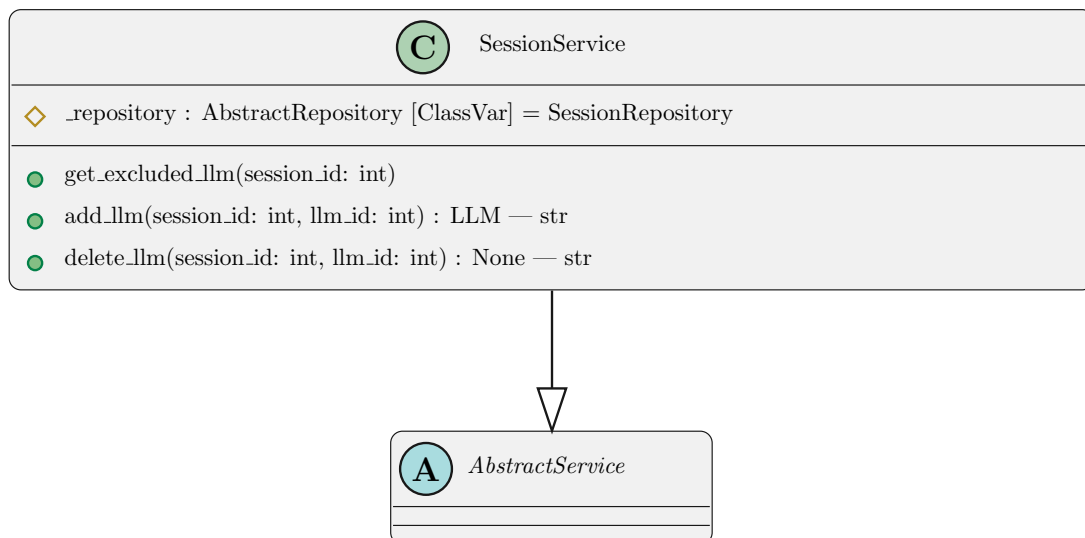 C SessionService
_repository : AbstractRepository [ClassVar] = SessionRepository
get_excluded_llm(session_id: int)
add_llm(session_id: int, llm_id: int) : LLM — str
delete_llm(session_id: int, llm_id: int) : None — str
A AbstractService